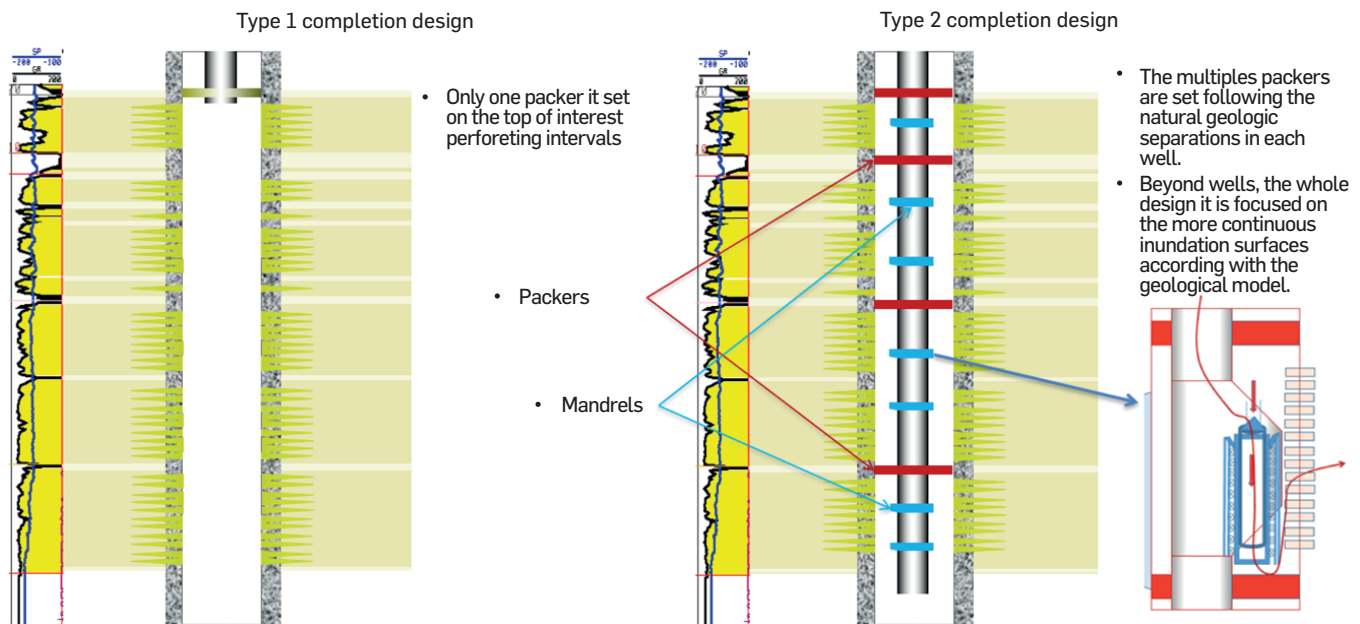 Type 1 completion design
SP
-200 -100
GR
0 200
• Only one packer it set
on the top of interest
perforeting intervals
• Packers
• Mandrels
Type 2 completion design
SP
-200 -100
GR
0 200
• The multiples packers
are set following the
natural geologic
separations in each
well.
• Beyond wells, the whole
design it is focused on
the more continuous
inundation surfaces
according with the
geological model.